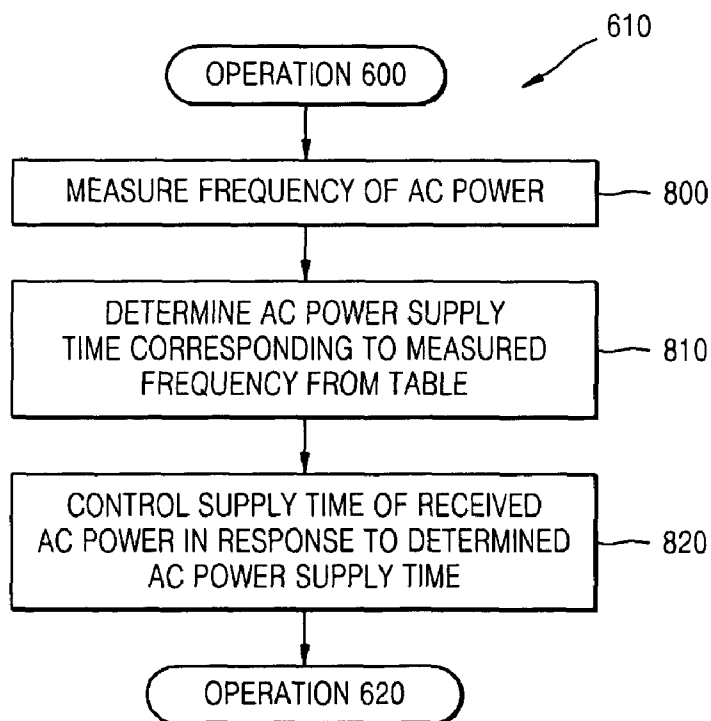 610
OPERATION 600
MEASURE FREQUENCY OF AC POWER
800
DETERMINE AC POWER SUPPLY
TIME CORRESPONDING TO MEASURED
FREQUENCY FROM TABLE
810
CONTROL SUPPLY TIME OF RECEIVED
AC POWER IN RESPONSE TO DETERMINED
AC POWER SUPPLY TIME
820
OPERATION 620